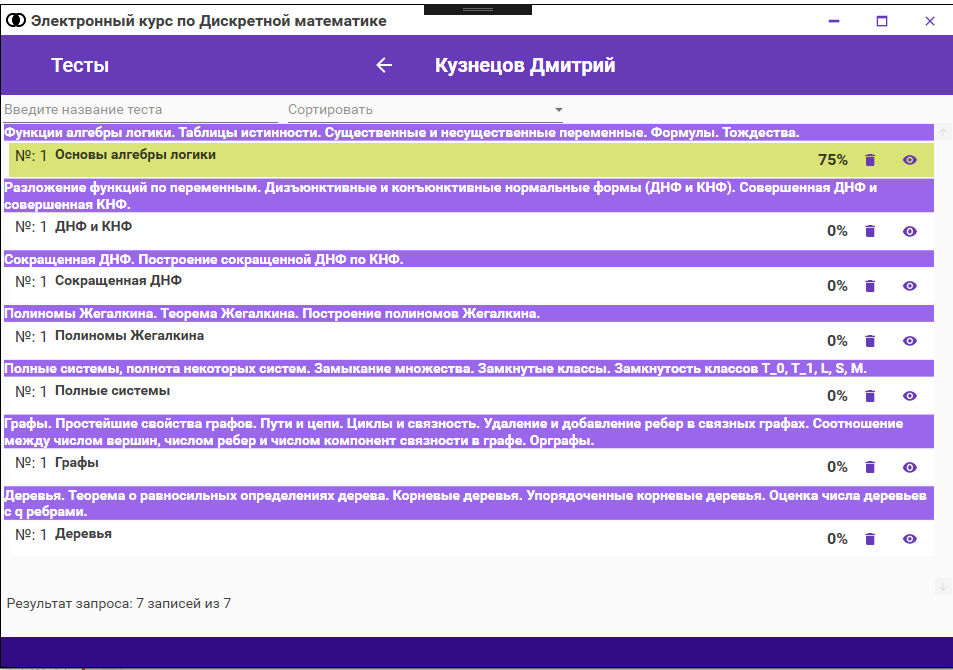 Электронный курс по Дискретной математике
Тесты
Кузнецов Дмитрий
Введите название теста
Сортировать
Функции алгебры логики. Таблицы истинности. Существенные и несущественные переменные. Формулы. Тождества.
№: 1 Основы алгебры логики 75%
Разложение функций по переменным. Дизъюнктивные и конъюнктивные нормальные формы (ДНФ и КНФ). Совершенная ДНФ и
совершенная КНФ.
№: 1 ДНФ и КНФ 0%
Сокращенная ДНФ. Построение сокращенной ДНФ по КНФ.
№: 1 Сокращенная ДНФ 0%
Полиномы Жегалкина. Теорема Жегалкина. Построение полиномов Жегалкина.
№: 1 Полиномы Жегалкина 0%
Полные системы, полнота некоторых систем. Замыкание множества. Замкнутые классы. Замкнутость классов T_0, T_1, L, S, M.
№: 1 Полные системы 0%
Графы. Простейшие свойства графов. Пути и цепи. Циклы и связность. Удаление и добавление ребер в связных графах. Соотношение
между числом вершин, числом ребер и числом компонент связности в графе. Орграфы.
№: 1 Графы 0%
Деревья. Теорема о равносильных определениях дерева. Корневые деревья. Упорядоченные корневые деревья. Оценка числа деревьев
с q ребрами.
№: 1 Деревья 0%
Результат запроса: 7 записей из 7